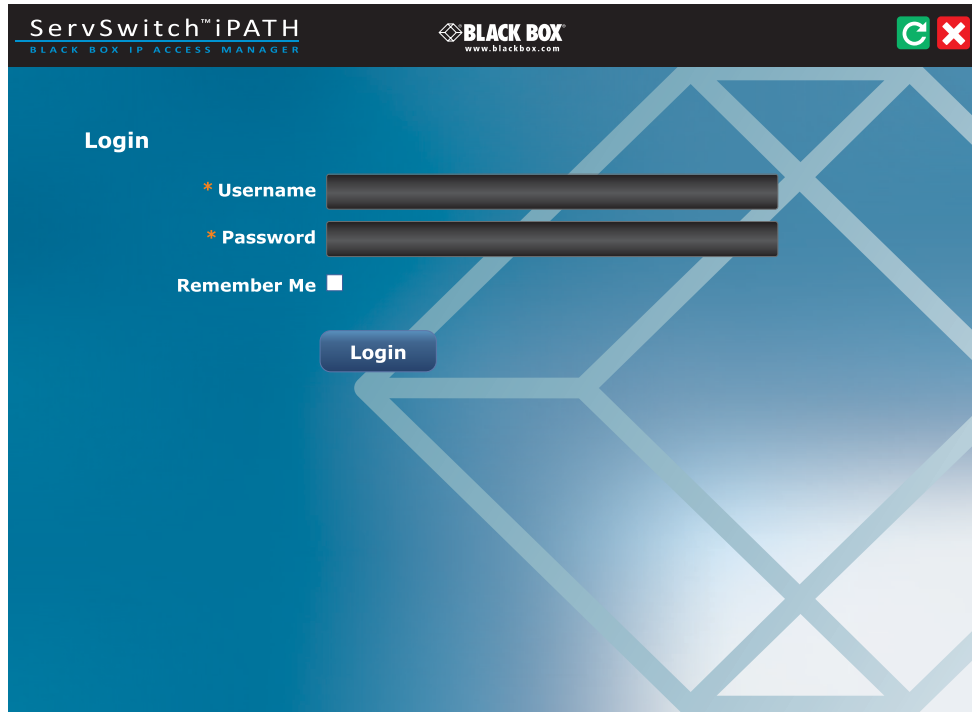 ServSwitch™iPATH
BLACK BOX IP ACCESS MANAGER
BLACK BOX®
www.blackbox.com
Login
* Username
* Password
Remember Me
Login